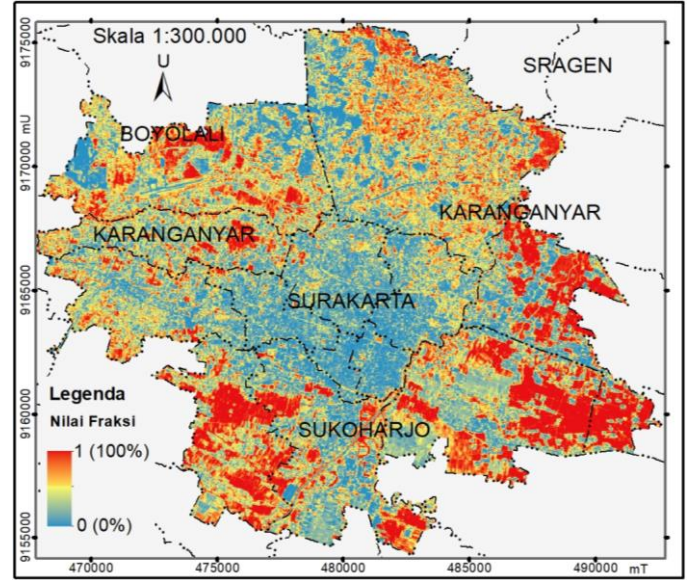 Skala 1:300.000
U
SRAGEN
BOYOLALI
KARANGANYAR
KARANGANYAR
SURAKARTA
SUKOHARJO
Legenda
Nilai Fraksi
1 (100%)
0 (0%)
9175000
9170000 mU
9165000
9160000
9155000
470000 475000 480000 485000 490000 mT